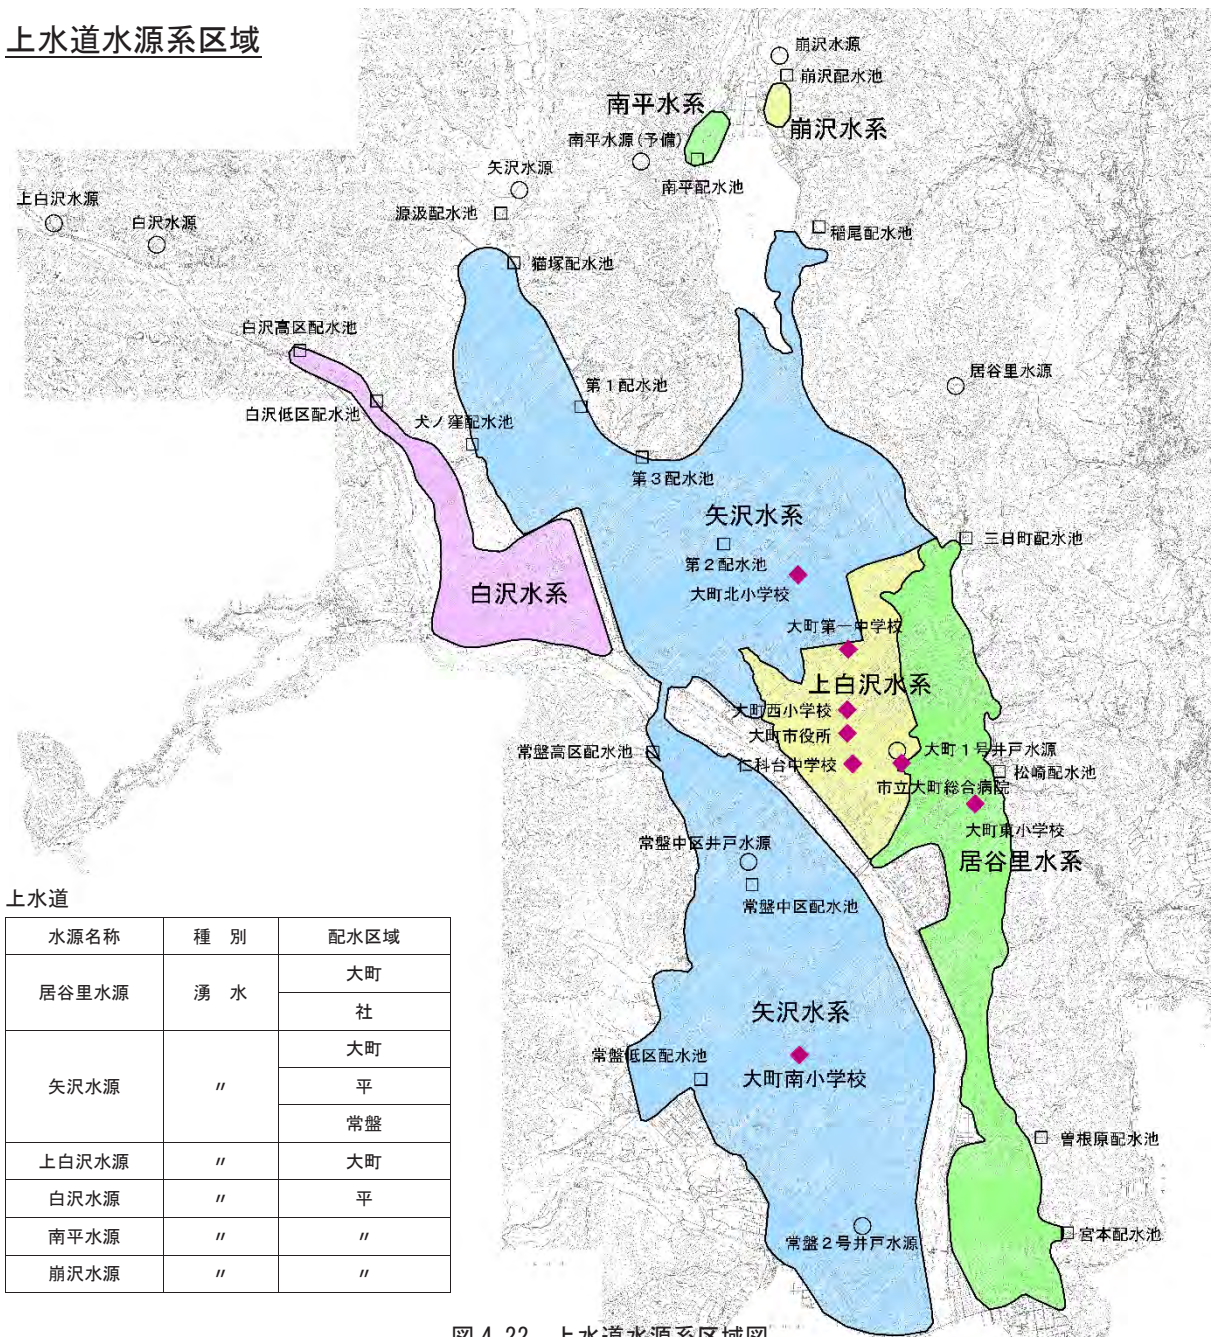 上水道水源系区域
崩沢水源
崩沢配水池
南平水系
崩沢水系
南平水源(予備)
矢沢水源
南平配水池
上白沢水源
源汲配水池
白沢水源
稲尾配水池
猫塚配水池
白沢高区配水池
居谷里水源
第1配水池
白沢低区配水池
犬ノ窪配水池
第3配水池
矢沢水系
三日町配水池
第2配水池
白沢水系
大町北小学校
大町第一中学校
上白沢水系
大町西小学校
大町市役所
常盤高区配水池
大町1号井戸水源
仁科台中学校
松崎配水池
市立大町総合病院
大町東小学校
常盤中区井戸水源
居谷里水系
常盤中区配水池
矢沢水系
常盤低区配水池
大町南小学校
曽根原配水池
宮本配水池
常盤2号井戸水源
上水道
水源名称 種 別 配水区域
居谷里水源 湧 水 大町
社
矢沢水源 〃 大町
平
常盤
上白沢水源 〃 大町
白沢水源 〃 平
南平水源 〃 〃
崩沢水源 〃 〃
図4.22 上水道水源系区域図